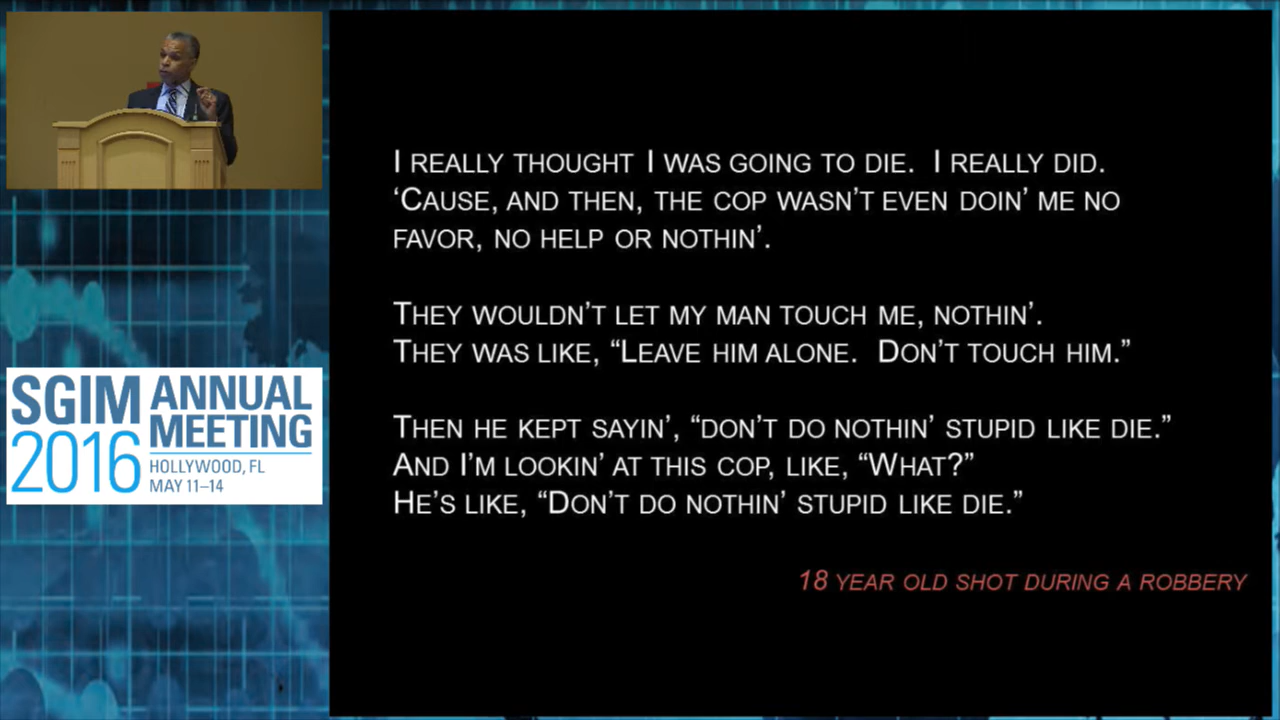 I REALLY THOUGHT I WAS GOING TO DIE. I REALLY DID.
‘CAUSE, AND THEN, THE COP WASN’T EVEN DOIN’ ME NO
FAVOR, NO HELP OR NOTHIN’.
THEY WOULDN’T LET MY MAN TOUCH ME, NOTHIN’.
THEY WAS LIKE, “LEAVE HIM ALONE. DON’T TOUCH HIM.”
THEN HE KEPT SAYIN’, “DON’T DO NOTHIN’ STUPID LIKE DIE.”
AND I’M LOOKIN’ AT THIS COP, LIKE, “WHAT?”
HE’S LIKE, “DON’T DO NOTHIN’ STUPID LIKE DIE.”
18 YEAR OLD SHOT DURING A ROBBERY
SGIM ANNUAL
2016 MEETING
HOLLYWOOD, FL
MAY 11–14